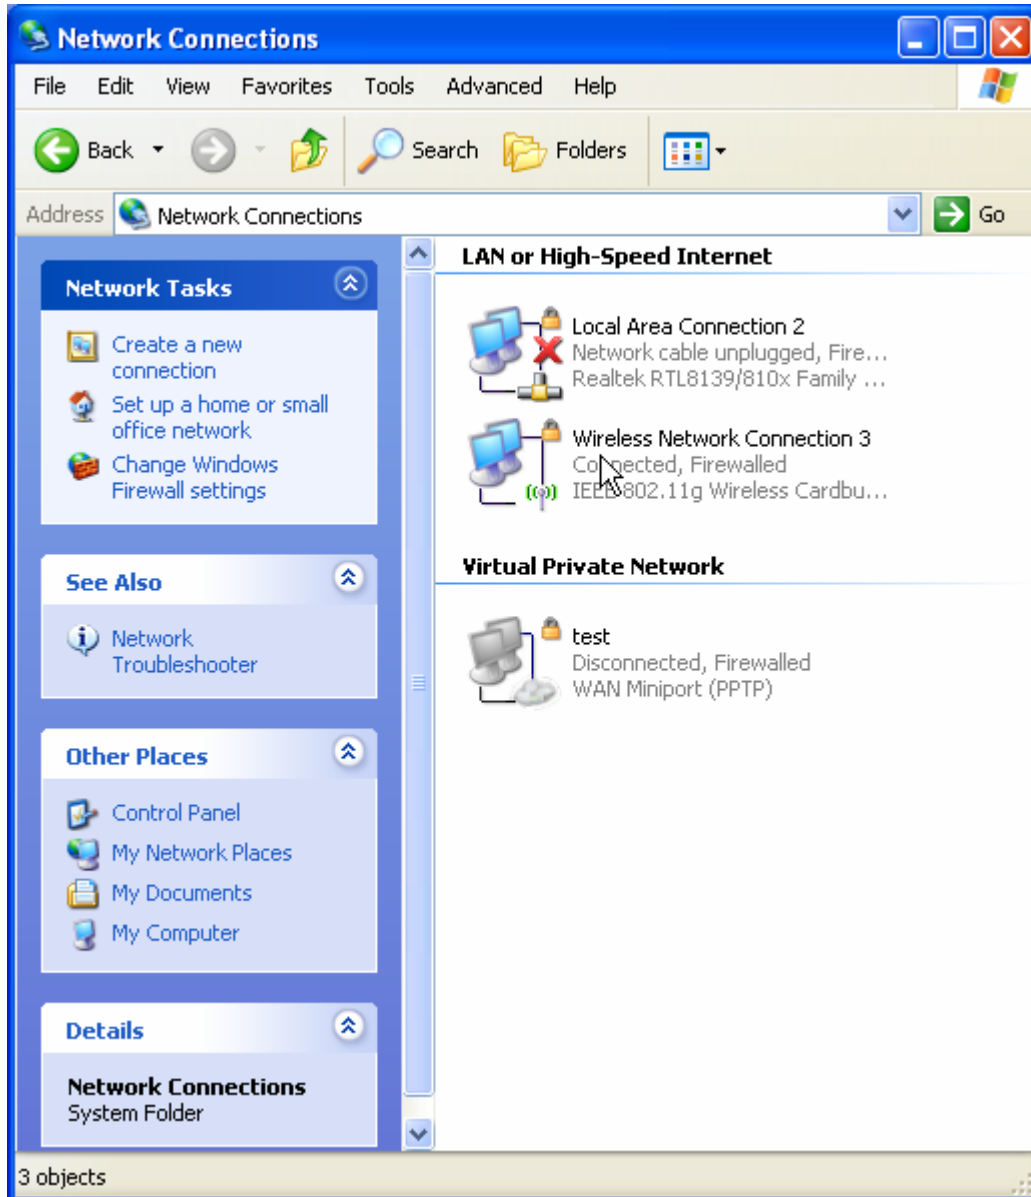 Network Connections
File Edit View Favorites Tools Advanced Help
Back Search Folders
Address Network Connections Go
Network Tasks
Create a new
connection
Set up a home or small
office network
Change Windows
Firewall settings
See Also
Network
Troubleshooter
Other Places
Control Panel
My Network Places
My Documents
My Computer
Details
Network Connections
System Folder
LAN or High-Speed Internet
Local Area Connection 2
Network cable unplugged, Fire...
Realtek RTL8139/810x Family ...
Wireless Network Connection 3
Connected, Firewalled
IEEE 802.11g Wireless Cardbu...
Virtual Private Network
test
Disconnected, Firewalled
WAN Miniport (PPTP)
3 objects